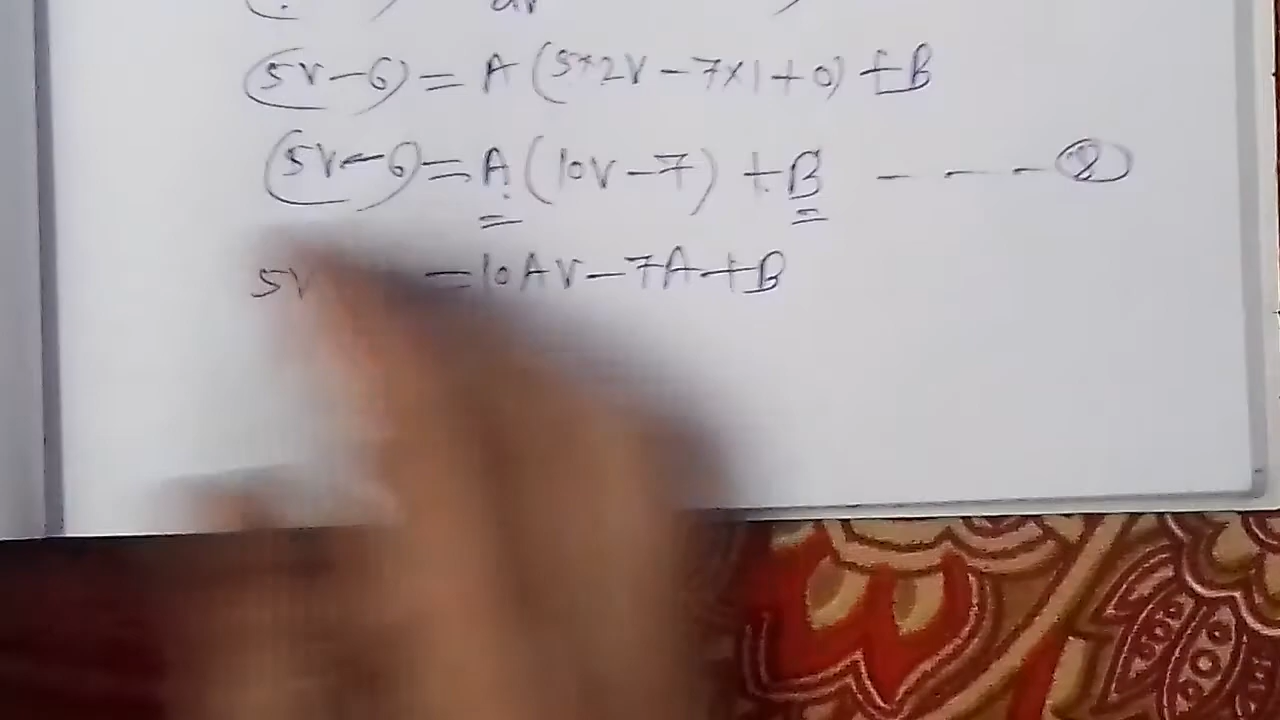 (5V-6) = A (5×2V-7×1+0) +B
(5V-6) = A (10V-7) +B - - - ②
5V = 10AV-7A+B